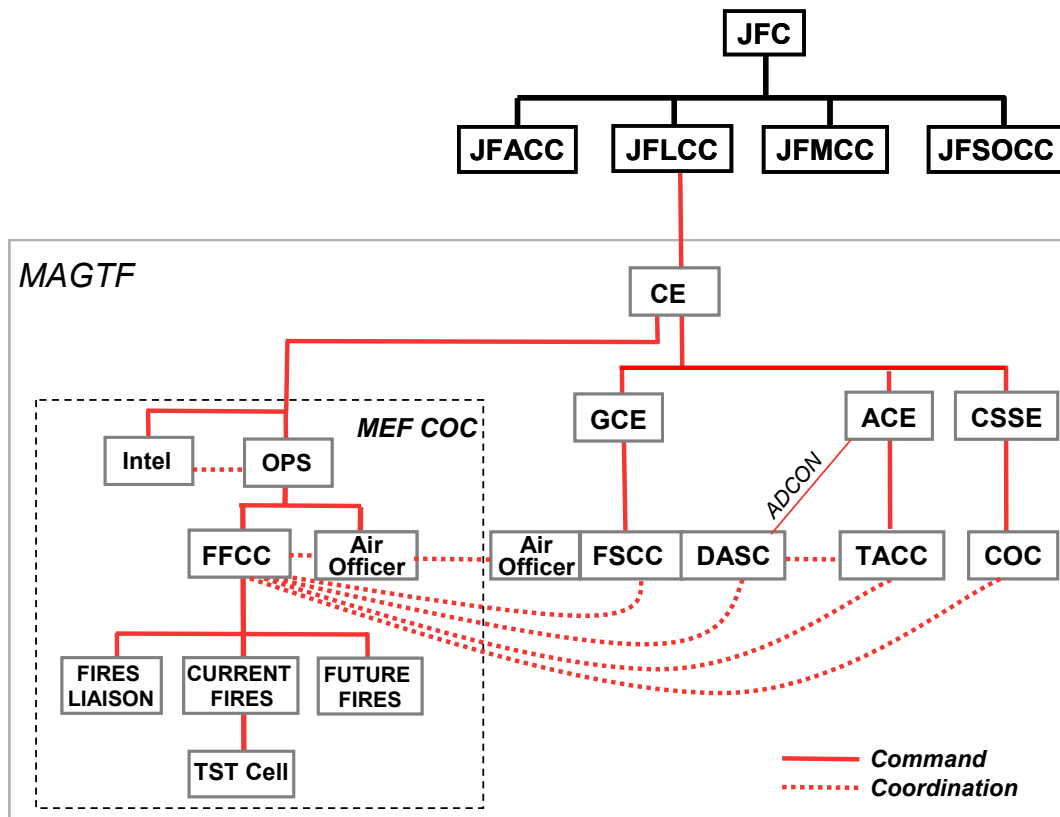 JFC
JFACC
JFLCC
JFMCC
JFSOCC
MAGTF
CE
MEF COC
GCE
ACE
CSSE
Intel
OPS
ADCON
FFCC
Air
Officer
Air
Officer
FSCC
DASC
TACC
COC
FIRES
LIAISON
CURRENT
FIRES
FUTURE
FIRES
TST Cell
Command
Coordination